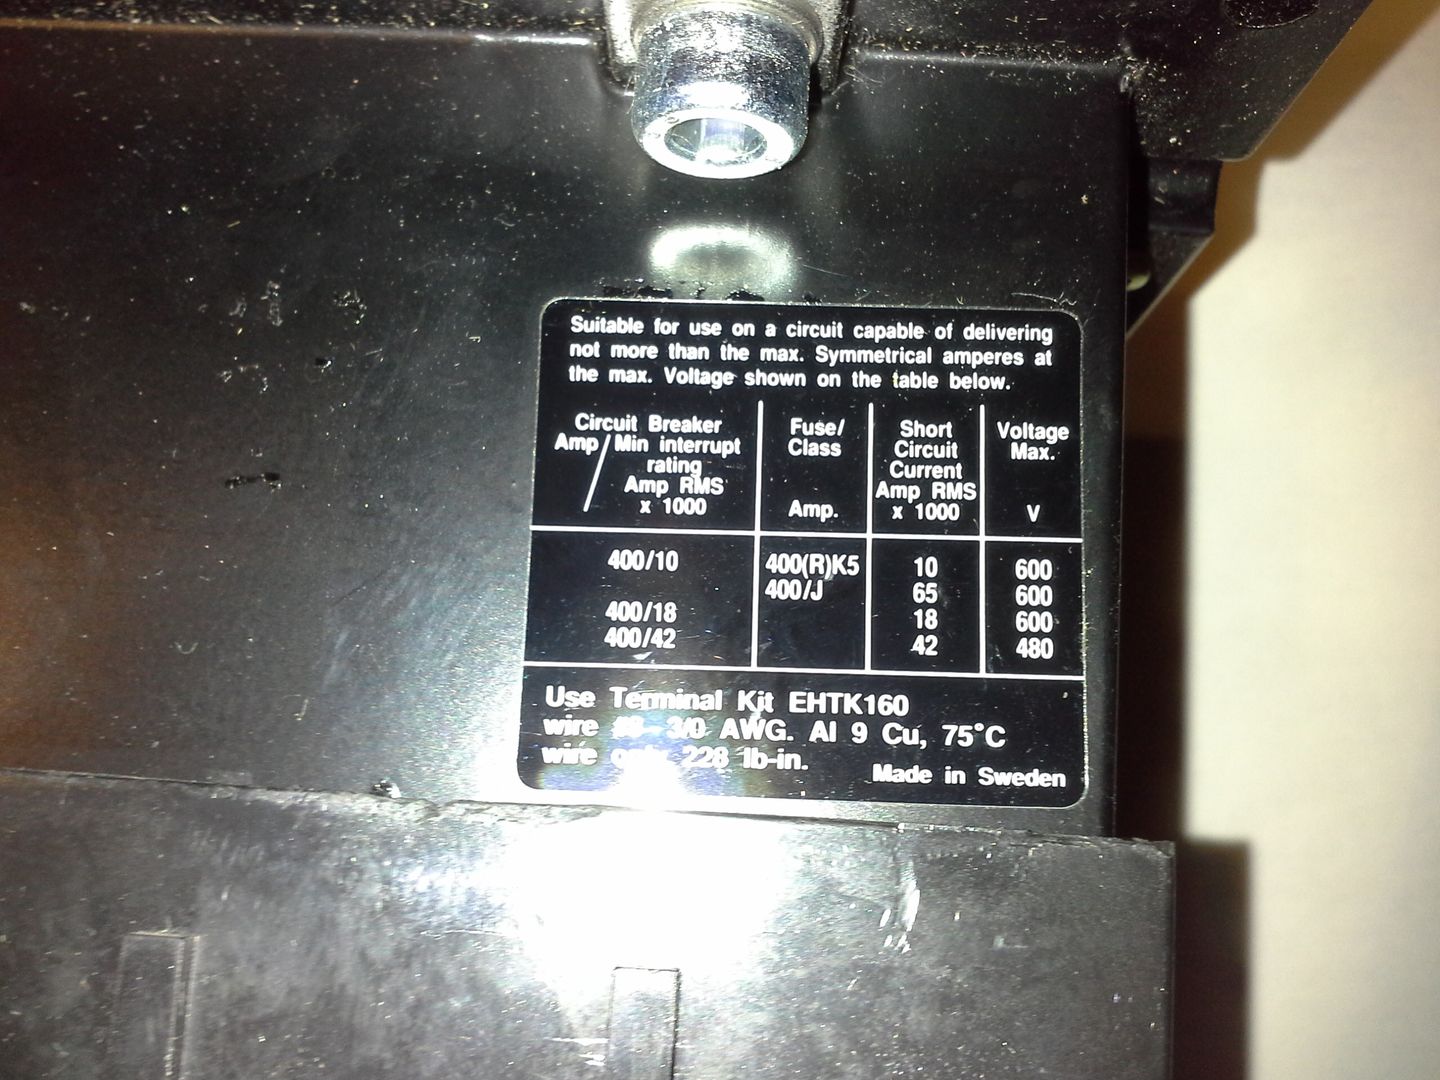 Suitable for use on a circuit capable of delivering
not more than the max. Symmetrical amperes at
the max. Voltage shown on the table below.
Circuit Breaker
Amp / Min interrupt
rating
Amp RMS
x 1000
Fuse/
Class
Amp.
Short
Circuit
Current
Amp RMS
x 1000
Voltage
Max.
V
400/10 400(R)K5 10 600
400/J 65 600
400/18 18 600
400/42 42 480
Use Terminal Kit EHTK160
wire 3/0 AWG. Al 9 Cu, 75°C
wire only 228 lb-in.
Made in Sweden